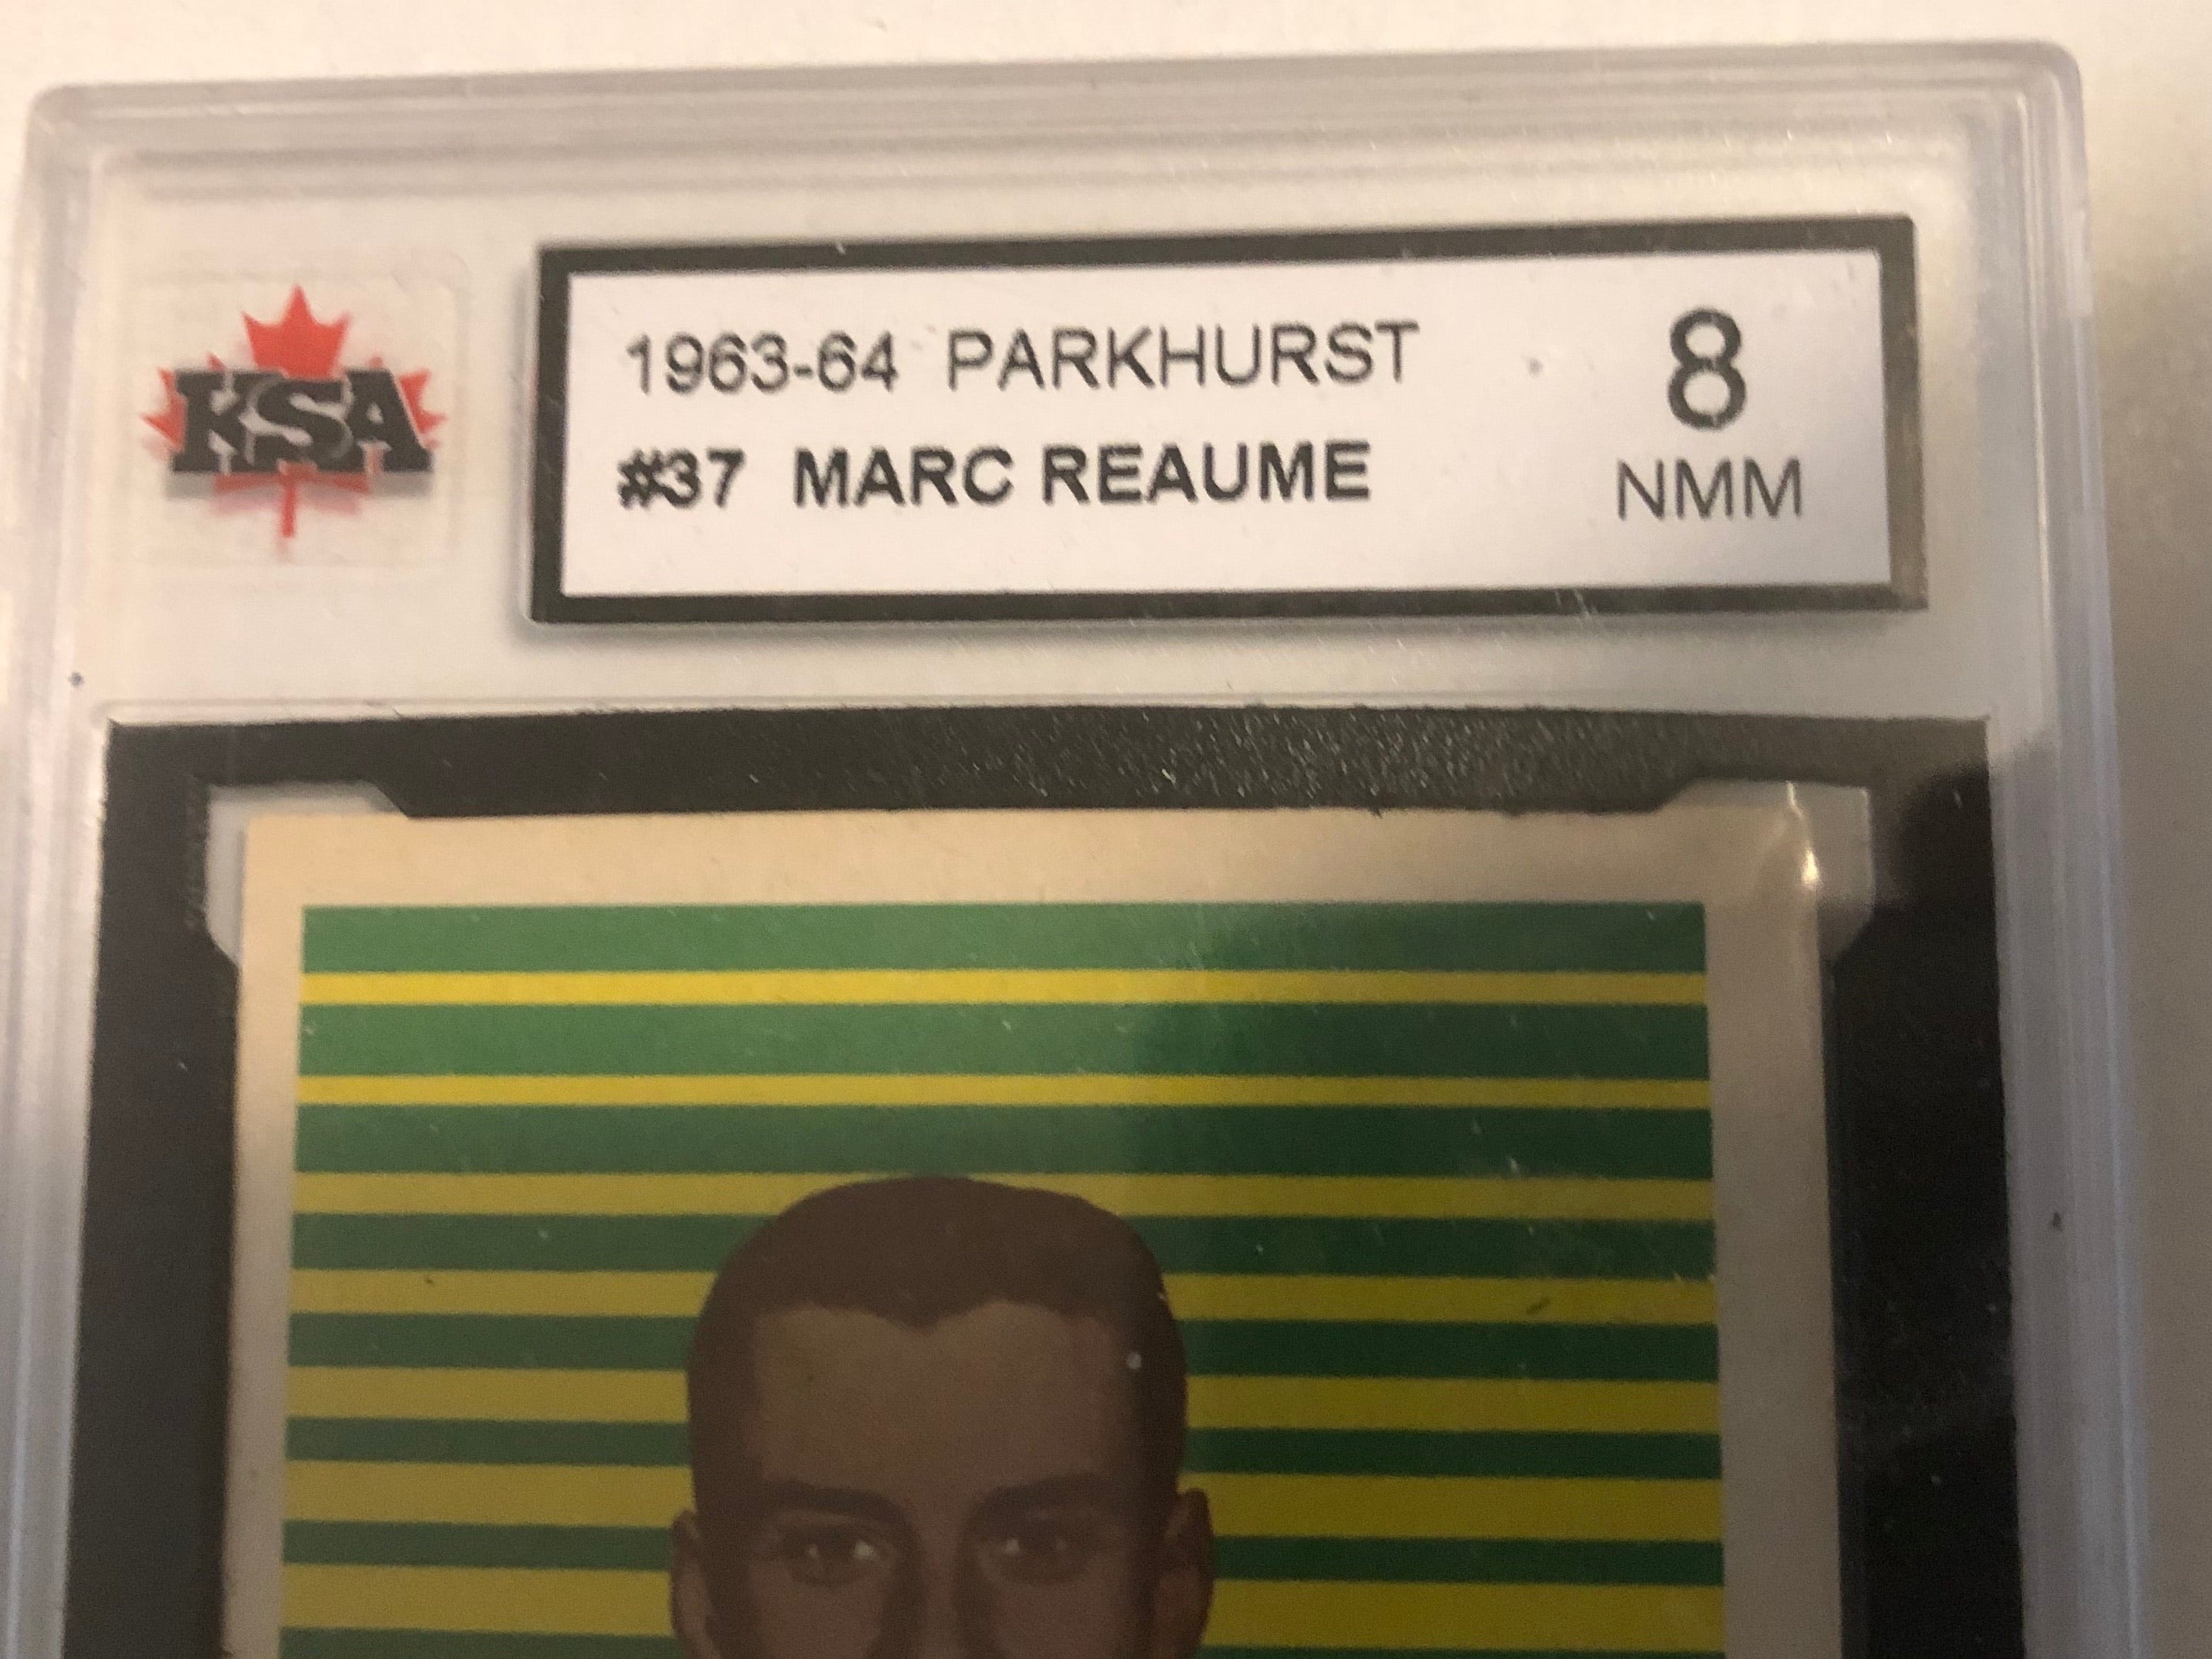 KSA
1963-64 PARKHURST
#37 MARC REAUME
8
NMM